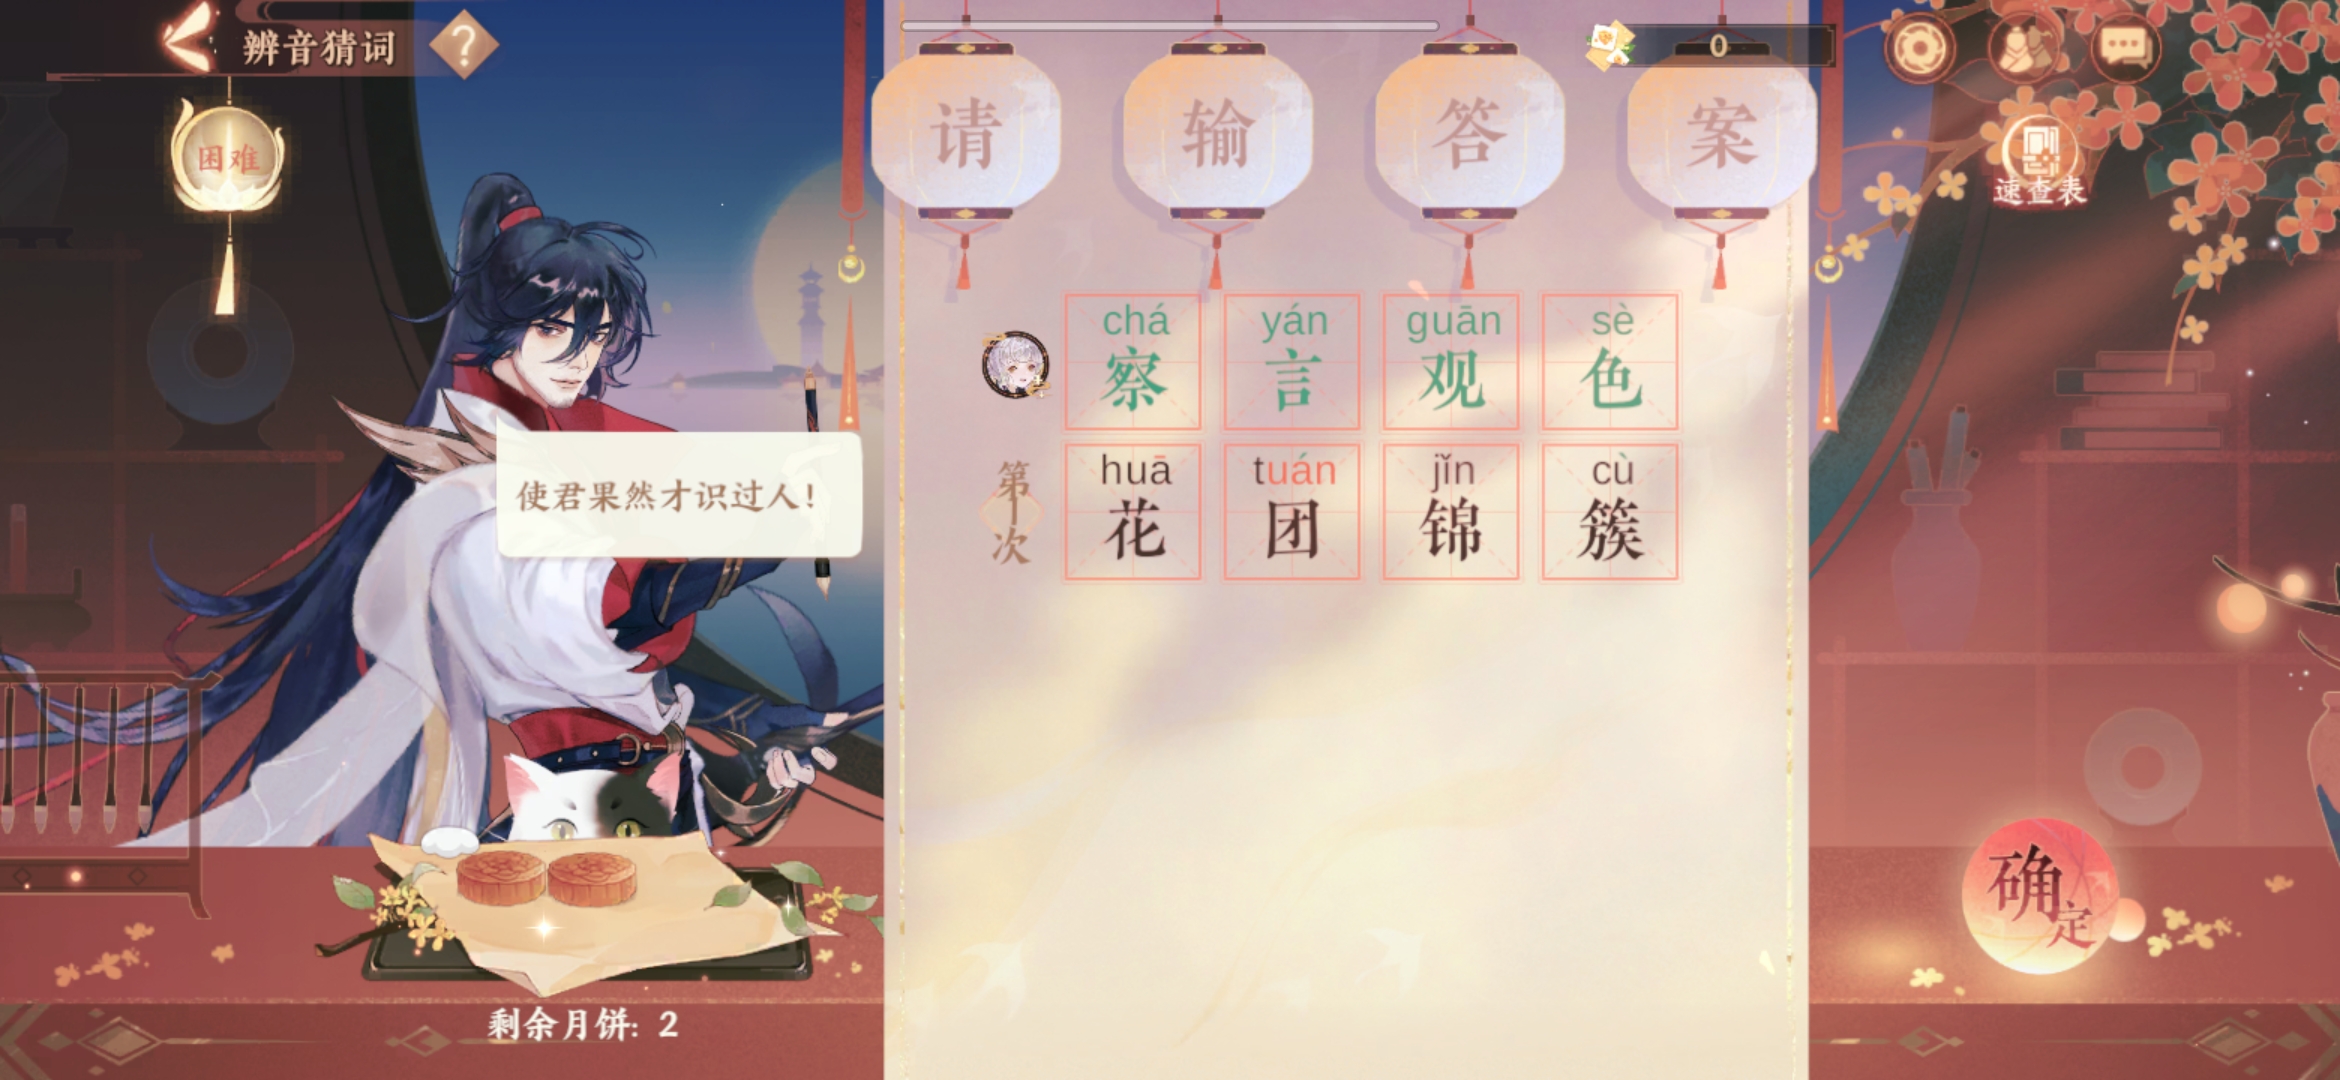 辨音猜词
?
困难
请 输 答 案
0
速查表
chá yán guān sè
察 言 观 色
使君果然才识过人!
第1次
huā tuán jǐn cù
花 团 锦 簇
确定
剩余月饼: 2